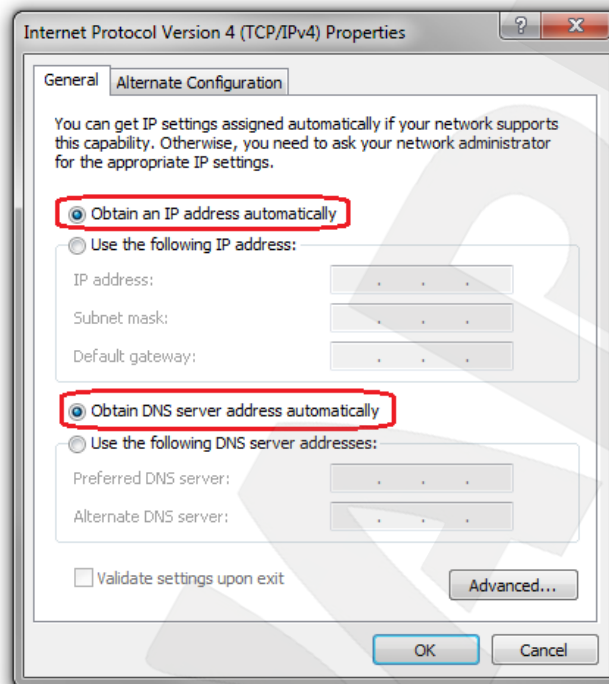 Internet Protocol Version 4 (TCP/IPv4) Properties
General
Alternate Configuration
You can get IP settings assigned automatically if your network supports
this capability. Otherwise, you need to ask your network administrator
for the appropriate IP settings.
Obtain an IP address automatically
Use the following IP address:
IP address:
Subnet mask:
Default gateway:
Obtain DNS server address automatically
Use the following DNS server addresses:
Preferred DNS server:
Alternate DNS server:
Validate settings upon exit
Advanced...
OK
Cancel